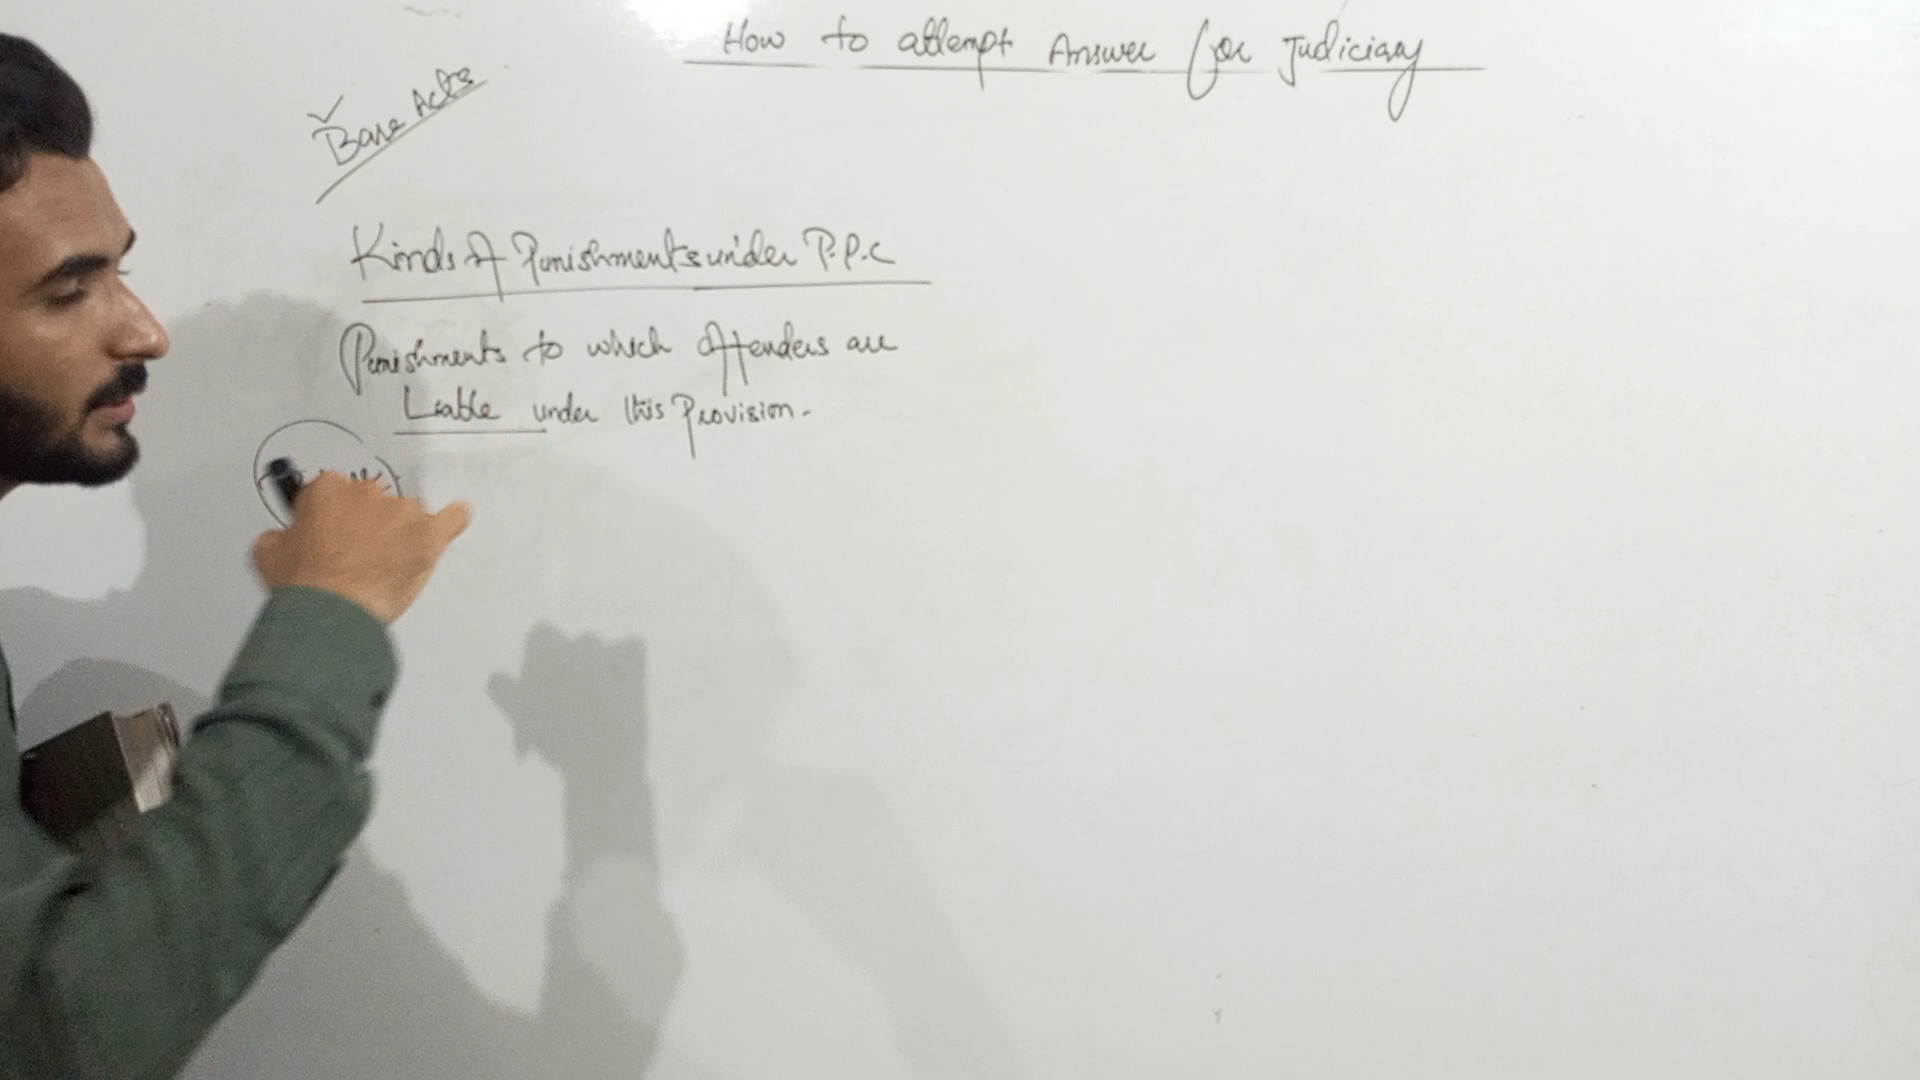 How to attempt Answer for Judiciary
Bare Acts
Kinds of Punishments under P.P.C
Punishments to which offenders are
Liable under this Provision.